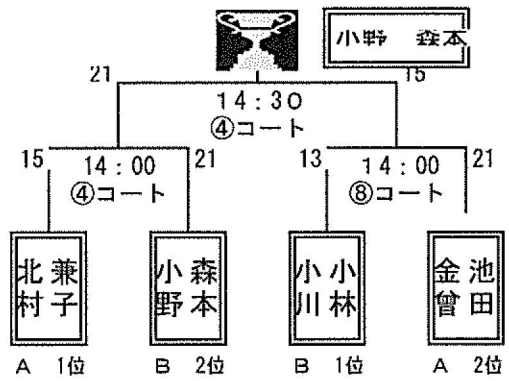 小野 森本
21 15
14:30
④コート
15 14:00 21 13 14:00 21
④コート ⑧コート
北村 兼子 小野 森本 小川 小林 金曾 池田
A 1位 B 2位 B 1位 A 2位